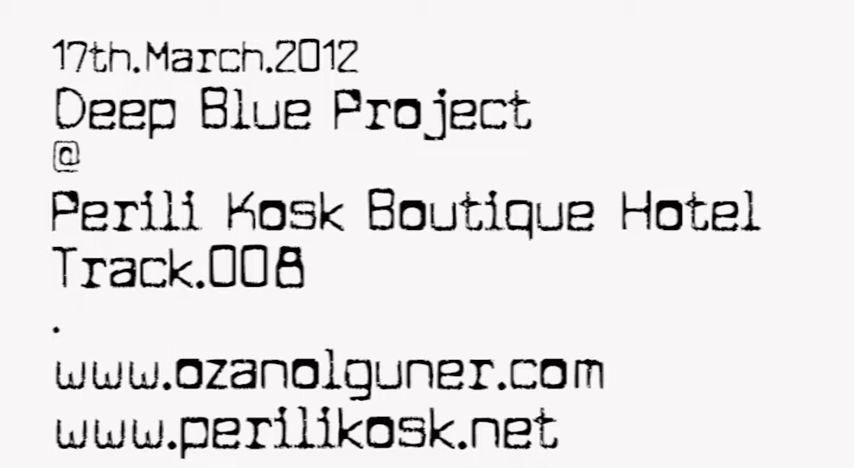 17th.March.2012
Deep Blue Project
@
Perili Kosk Boutique Hotel
Track.008
.
www.ozanolguner.com
www.perilikosk.net